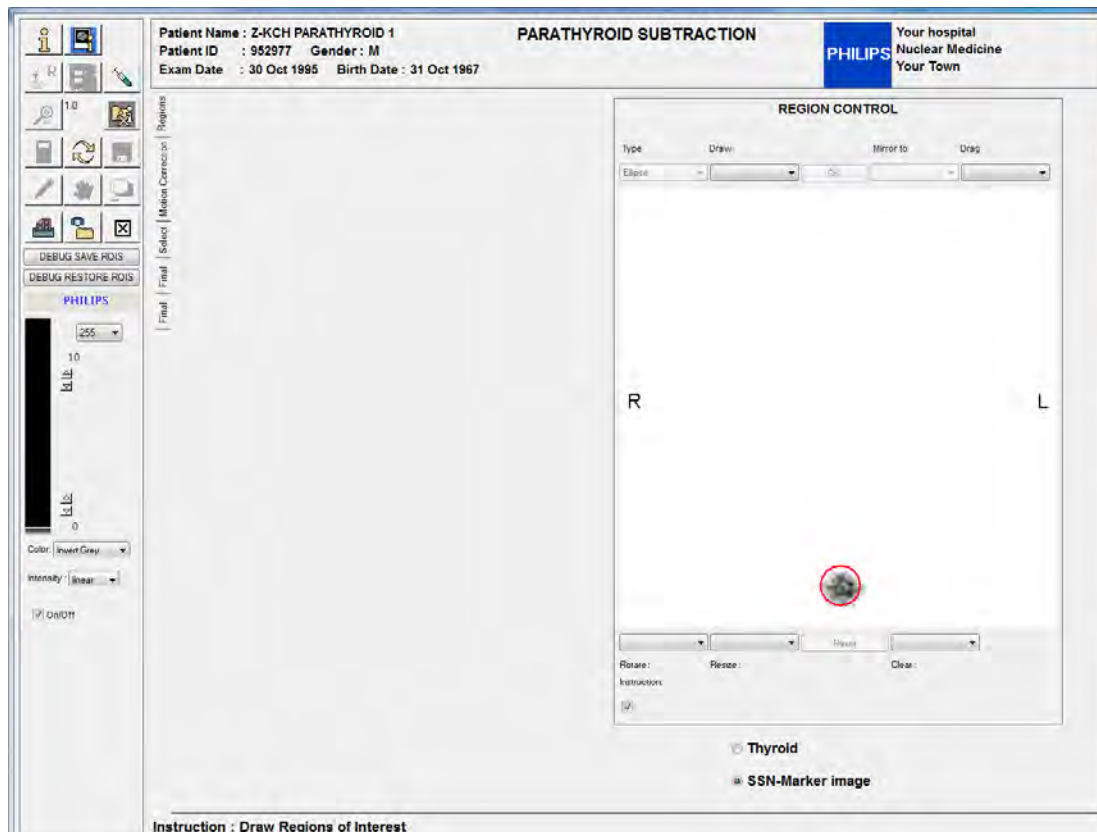 Patient Name : Z-KCH PARATHYROID 1
Patient ID : 952977 Gender : M
Exam Date : 30 Oct 1995 Birth Date : 31 Oct 1967
PARATHYROID SUBTRACTION
PHILIPS
Your hospital
Nuclear Medicine
Your Town
R
1.0
DEBUG SAVE ROIS
DEBUG RESTORE ROIS
PHILIPS
255
10
0
Color: Invert Grey
Intensity : linear
On/Off
Regions
Motion Correction
Select
Final
Final
REGION CONTROL
Type Draw: Mirror to: Drag
Ellipse
R L
Reset
Rotate : Resize : Clear :
Instruction:
Thyroid
SSN-Marker image
Instruction : Draw Regions of Interest